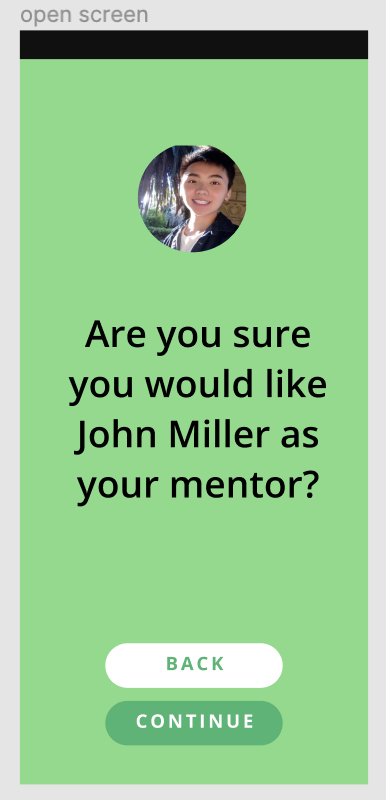 open screen
Are you sure
you would like
John Miller as
your mentor?
BACK
CONTINUE